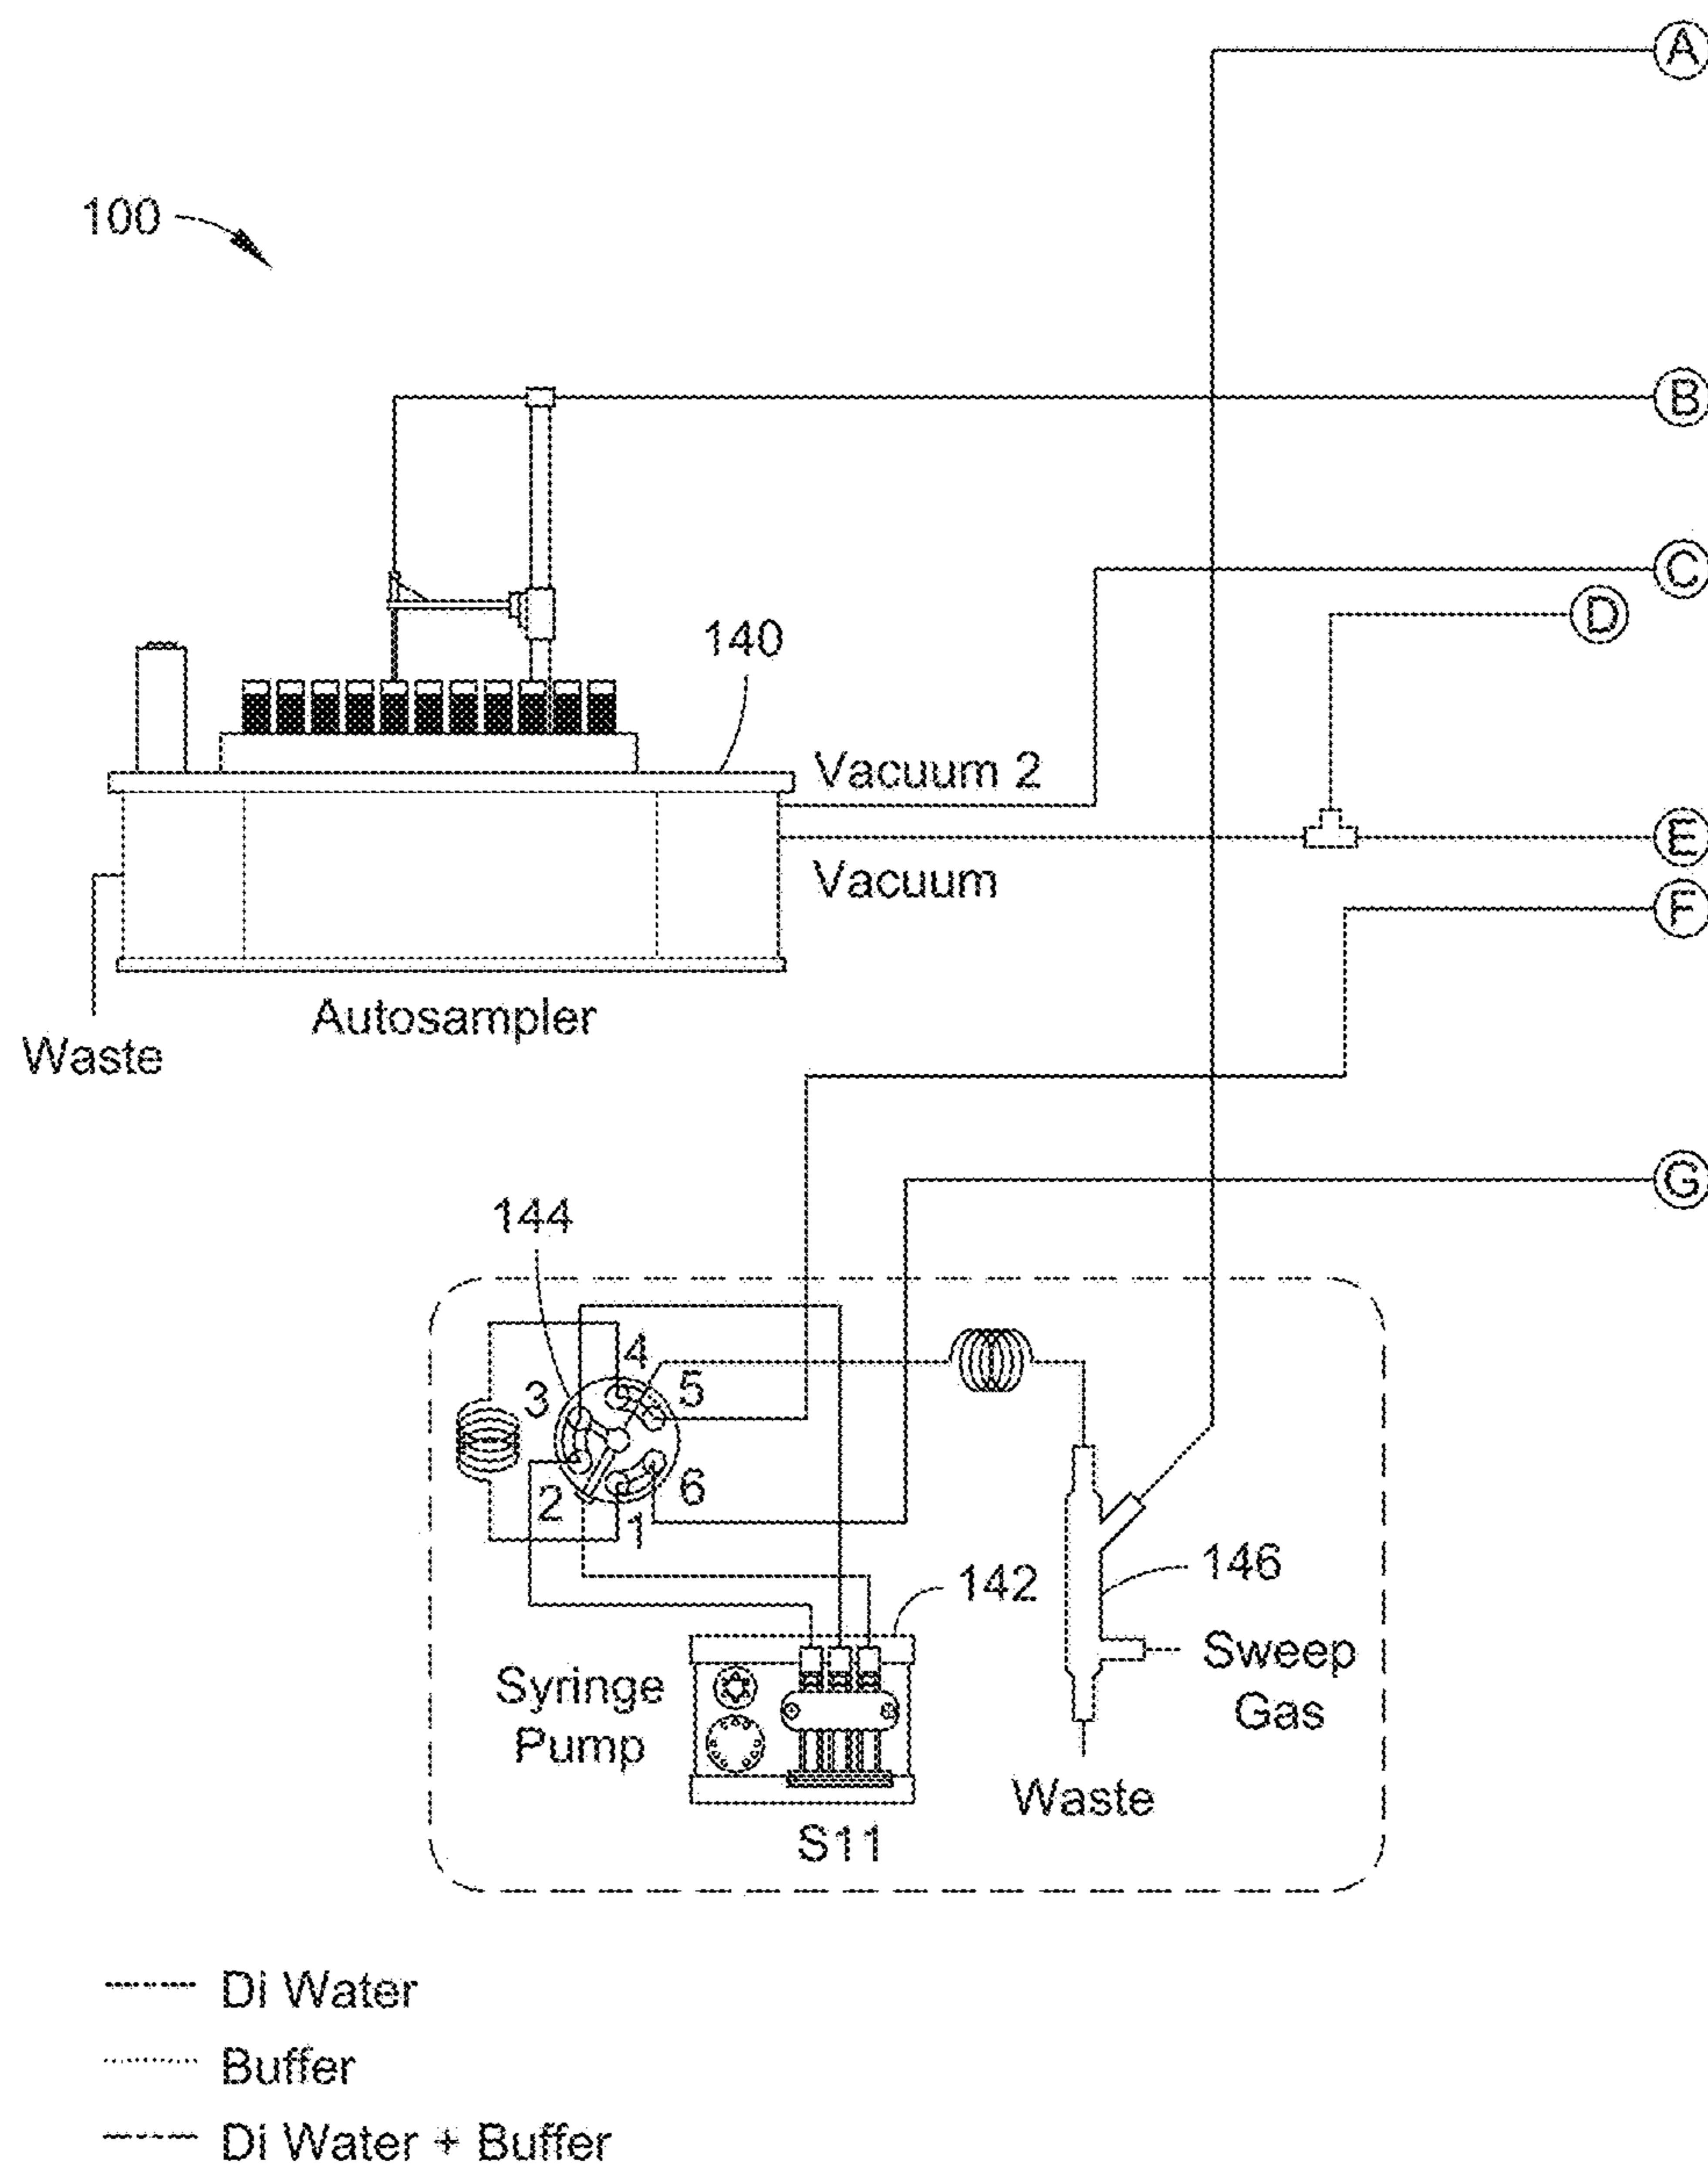 A
100
B
C
D
140
Vacuum 2
E
Vacuum
F
Autosampler
Waste
G
144
4
5
3
6
2
1
142
146
Sweep
Gas
Syringe
Pump
Waste
S11
Di Water
Buffer
Di Water + Buffer